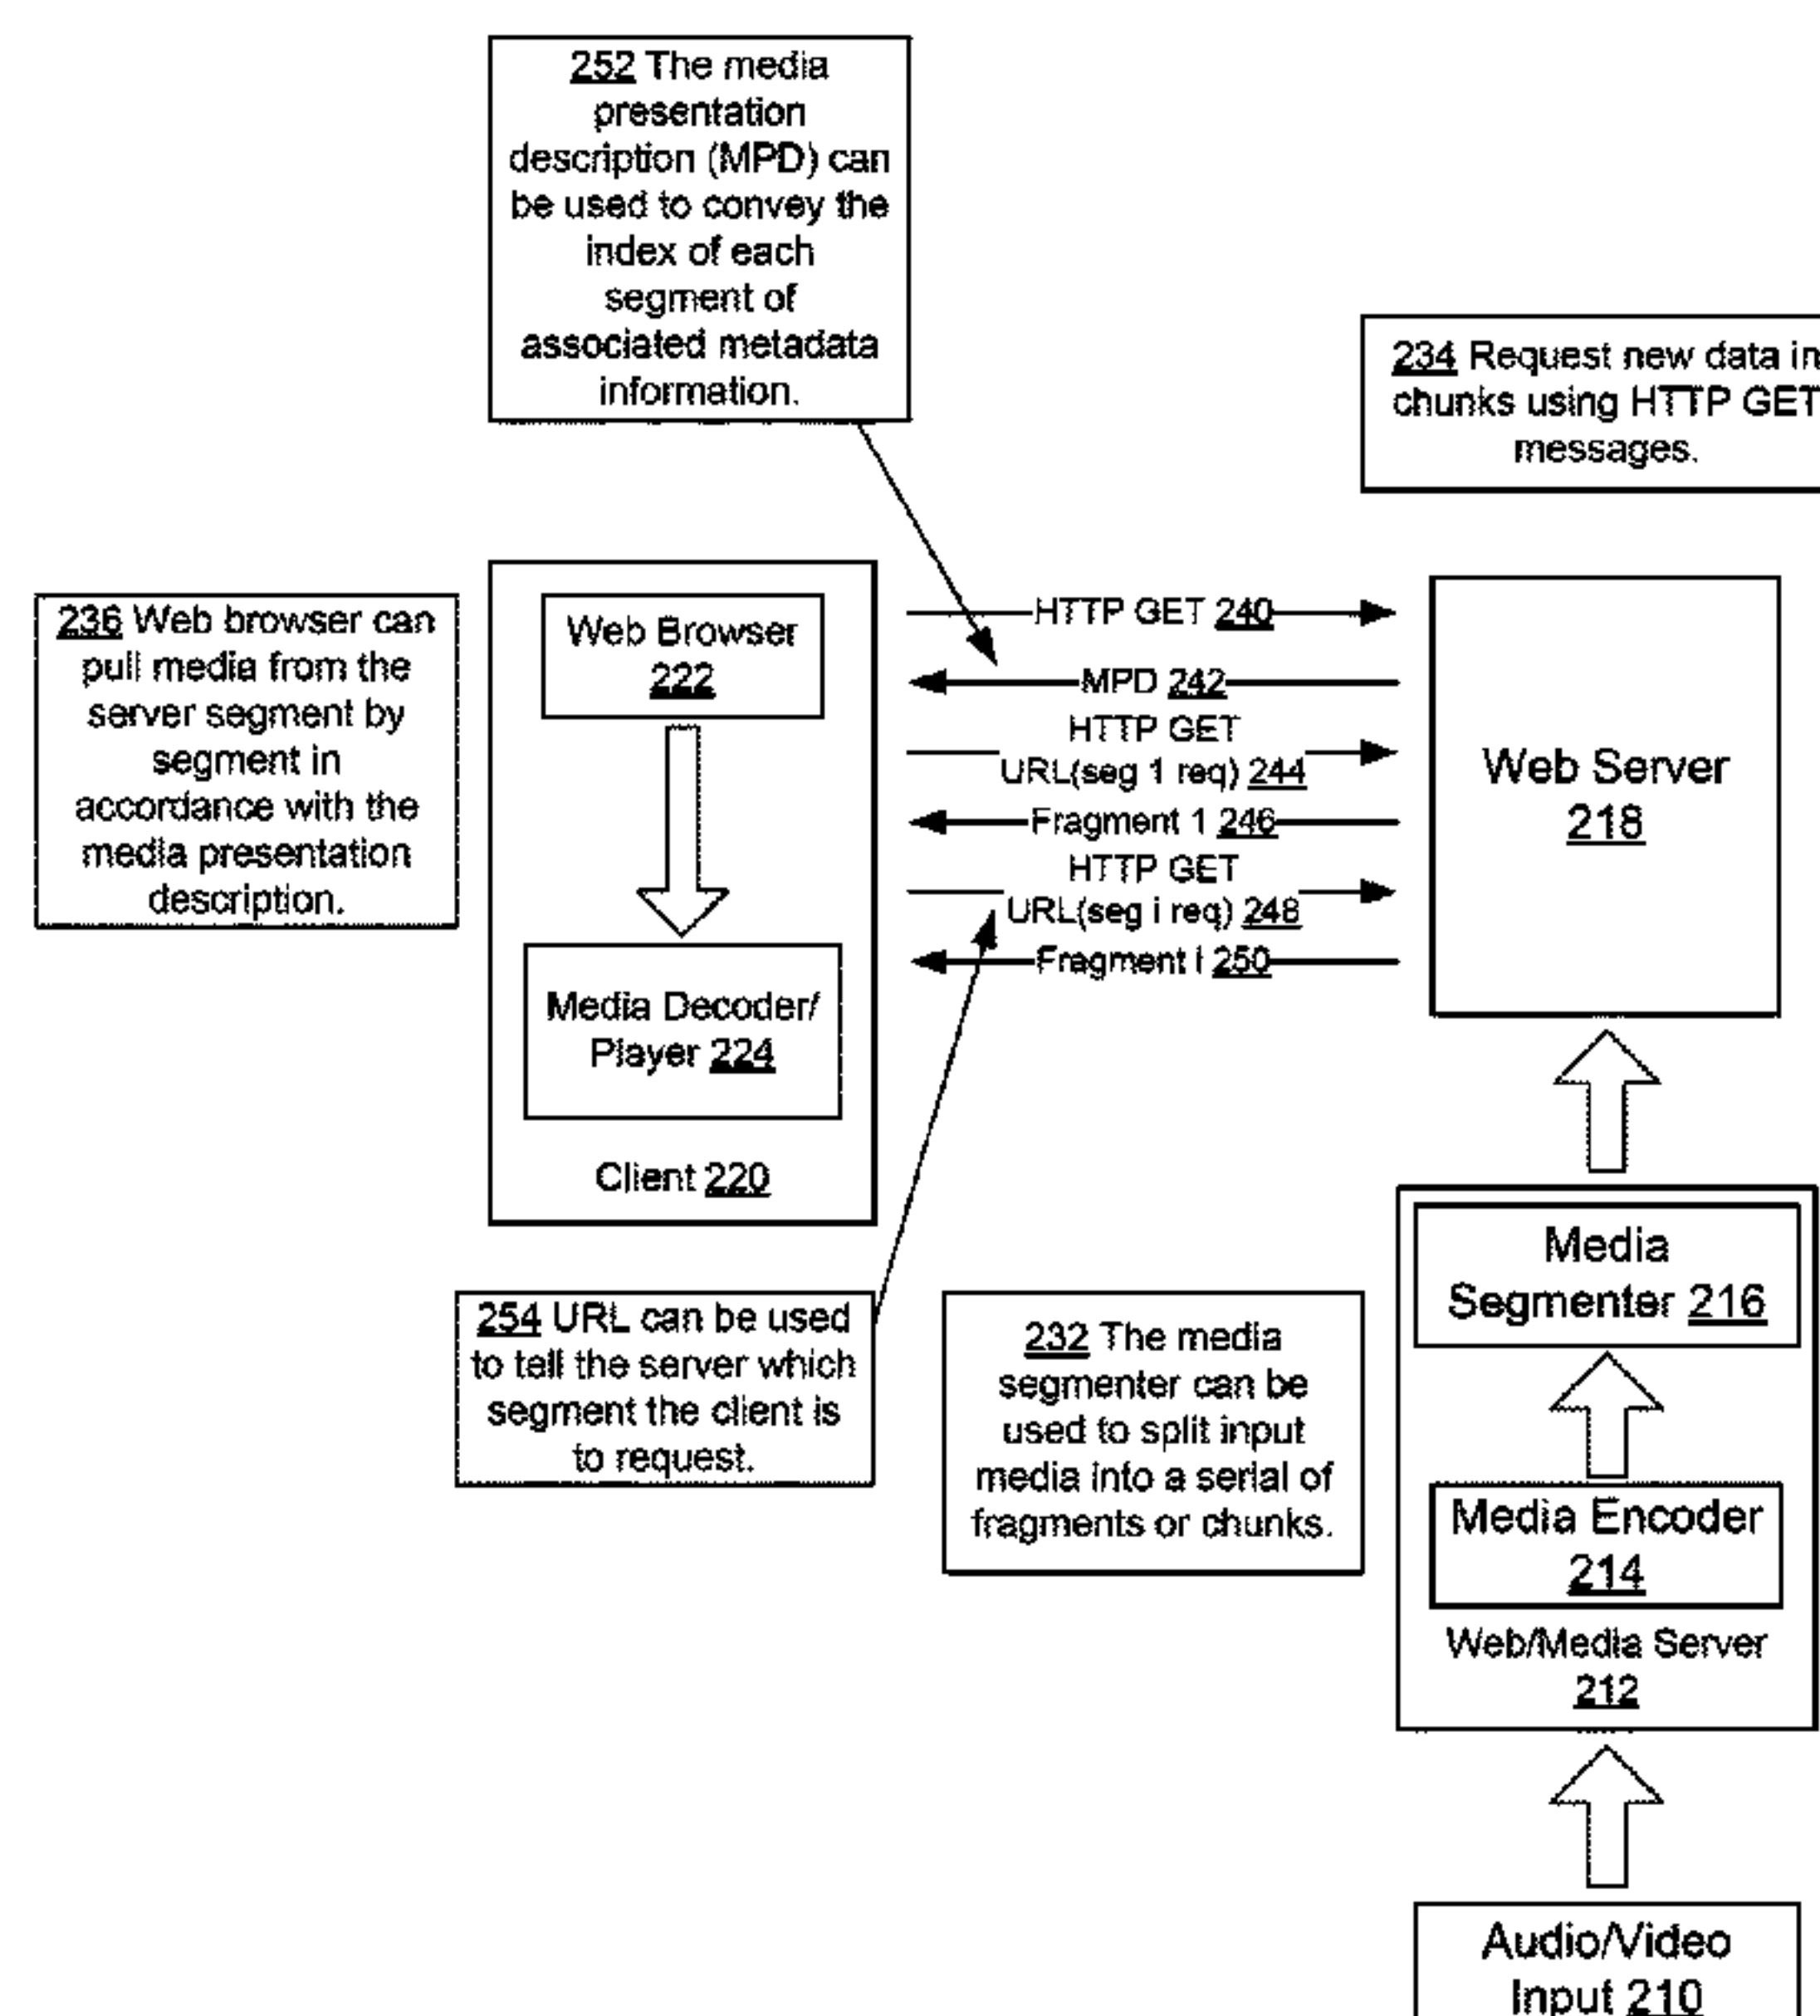 252 The media
presentation
description (MPD) can
be used to convey the
index of each
segment of
associated metadata
information.
234 Request new data in
chunks using HTTP GET
messages.
236 Web browser can
pull media from the
server segment by
segment in
accordance with the
media presentation
description.
Web Browser
222
Media Decoder/
Player 224
Client 220
HTTP GET 240
MPD 242
HTTP GET
URL(seg 1 req) 244
Fragment 1 246
HTTP GET
URL(seg i req) 248
Fragment i 250
Web Server
218
254 URL can be used
to tell the server which
segment the client is
to request.
232 The media
segmenter can be
used to split input
media into a serial of
fragments or chunks.
Media
Segmenter 216
Media Encoder
214
Web/Media Server
212
Audio/Video
Input 210